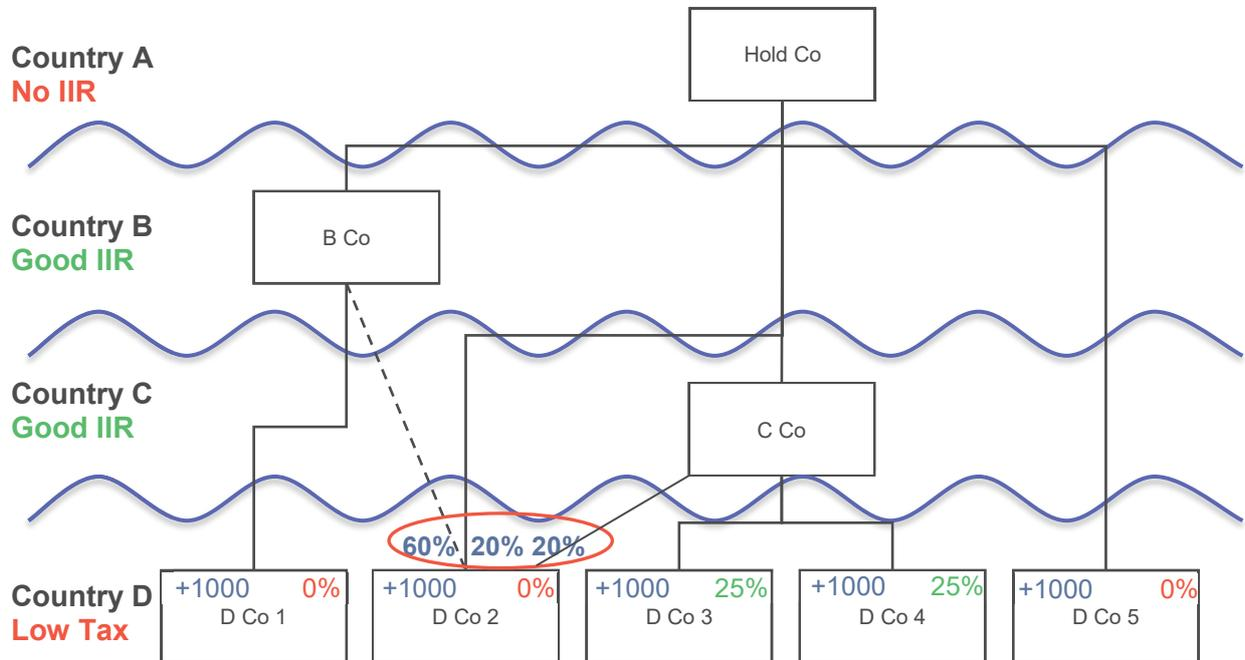 Hold Co
Country A
No IIR
Country B
Good IIR
B Co
Country C
Good IIR
C Co
60% 20% 20%
Country D
Low Tax
+1000 0%
D Co 1
+1000 0%
D Co 2
+1000 25%
D Co 3
+1000 25%
D Co 4
+1000 0%
D Co 5